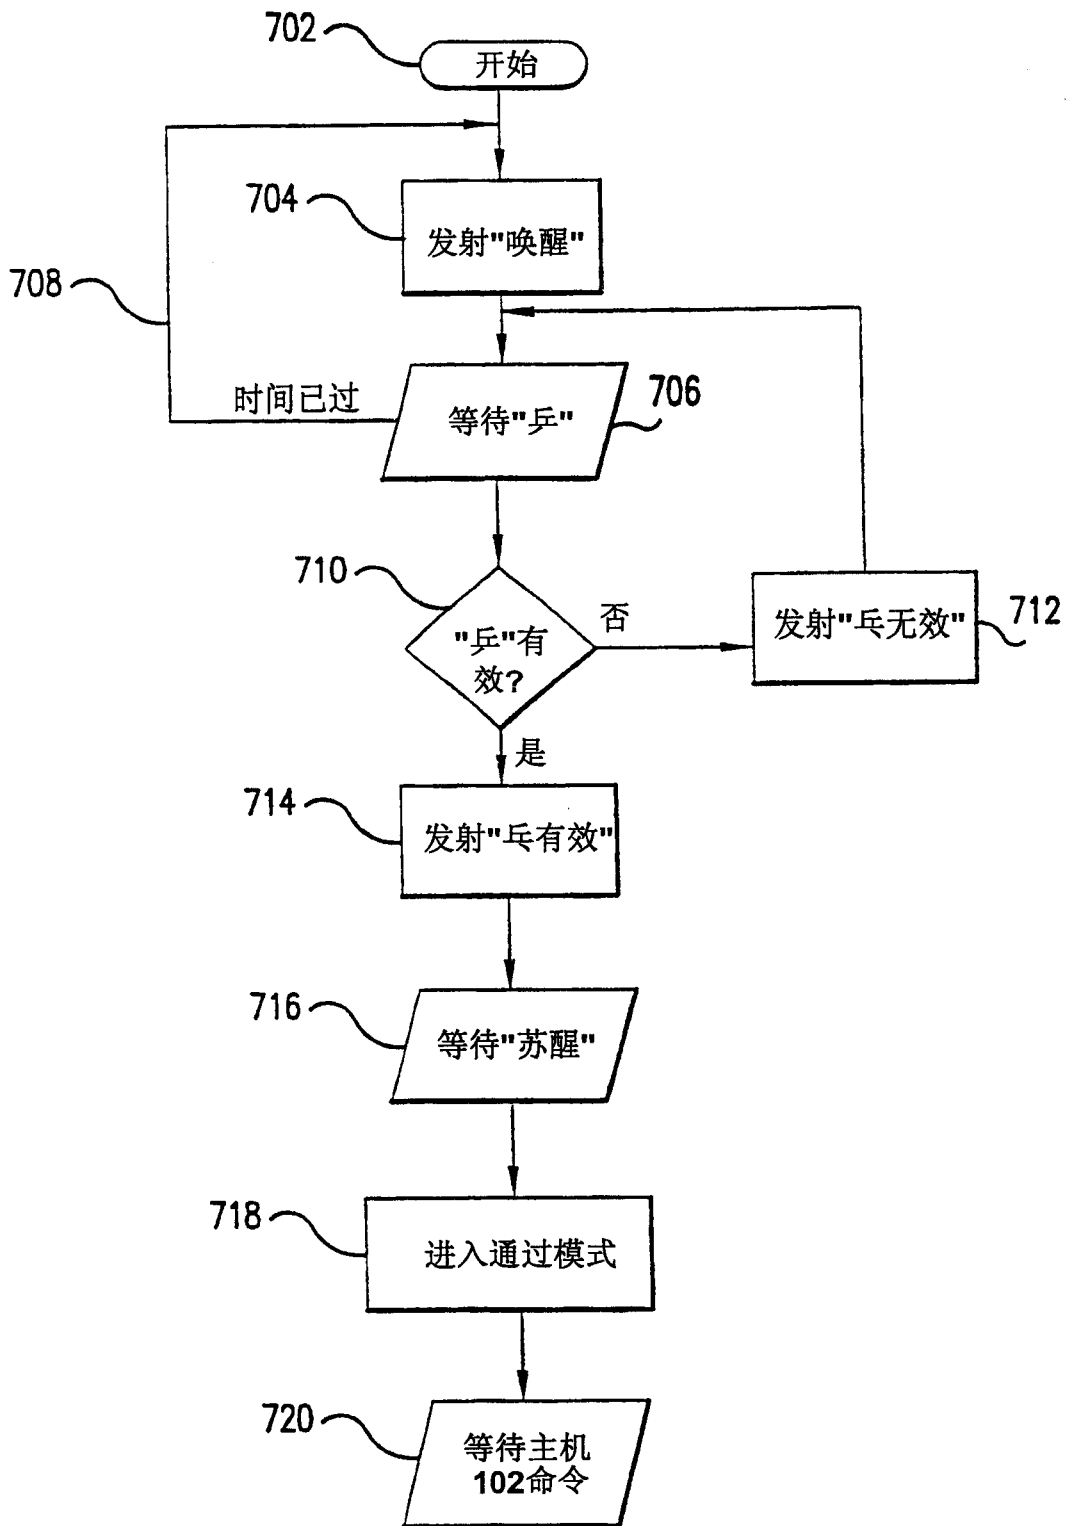 702
开始
704
发射"唤醒"
708
时间已过
等待"乒"
706
710
"乒"有
效?
否
发射"乓无效"
712
是
714
发射"乓有效"
716
等待"苏醒"
718
进入通过模式
720
等待主机
102命令